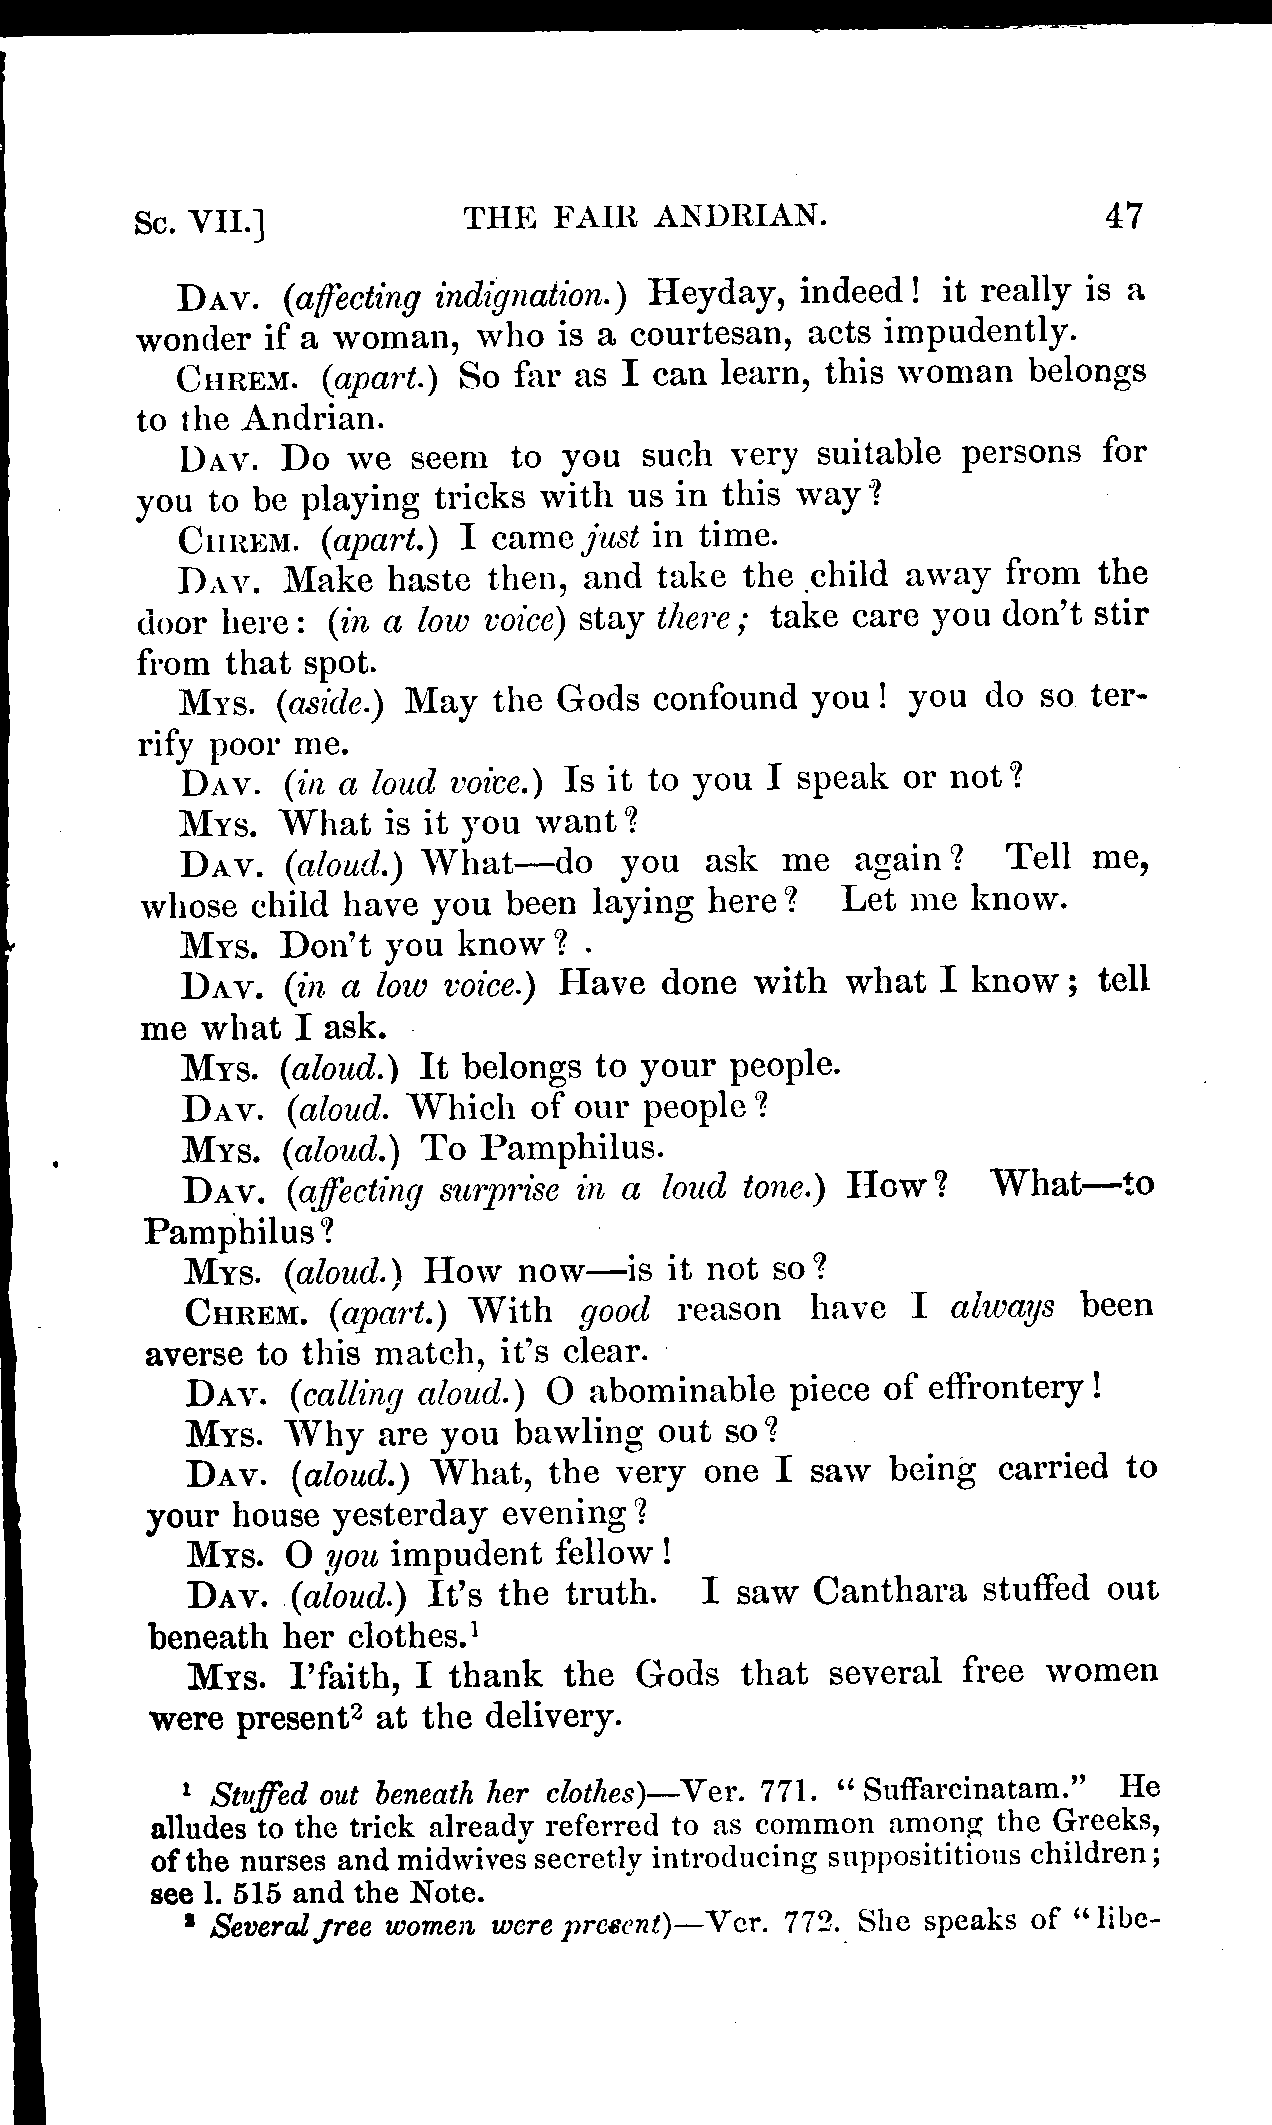 Sc. VII.] THE FAIR ANDRIAN. 47
DAV. (affecting indignation.) Heyday, indeed! it really is a
wonder if a woman, who is a courtesan, acts impudently.
CHREM. (apart.) So far as I can learn, this woman belongs
to the Andrian.
DAV. Do we seem to you such very suitable persons for
you to be playing tricks with us in this way?
CHREM. (apart.) I came just in time.
DAV. Make haste then, and take the child away from the
door here: (in a low voice) stay there; take care you don't stir
from that spot.
MYS. (aside.) May the Gods confound you! you do so ter-
rify poor me.
DAV. (in a loud voice.) Is it to you I speak or not?
MYS. What is it you want?
DAV. (aloud.) What—do you ask me again? Tell me,
whose child have you been laying here? Let me know.
MYS. Don't you know?
DAV. (in a low voice.) Have done with what I know; tell
me what I ask.
MYS. (aloud.) It belongs to your people.
DAV. (aloud. Which of our people?
MYS. (aloud.) To Pamphilus.
DAV. (affecting surprise in a loud tone.) How? What—to
Pamphilus?
MYS. (aloud.) How now—is it not so?
CHREM. (apart.) With good reason have I always been
averse to this match, it's clear.
DAV. (calling aloud.) O abominable piece of effrontery!
MYS. Why are you bawling out so?
DAV. (aloud.) What, the very one I saw being carried to
your house yesterday evening?
MYS. O you impudent fellow!
DAV. (aloud.) It's the truth. I saw Canthara stuffed out
beneath her clothes.¹
MYS. I'faith, I thank the Gods that several free women
were present² at the delivery.
¹ Stuffed out beneath her clothes)—Ver. 771. "Suffarcinatam." He
alludes to the trick already referred to as common among the Greeks,
of the nurses and midwives secretly introducing supposititious children;
see l. 515 and the Note.
² Several free women were present)—Ver. 772. She speaks of "libe-